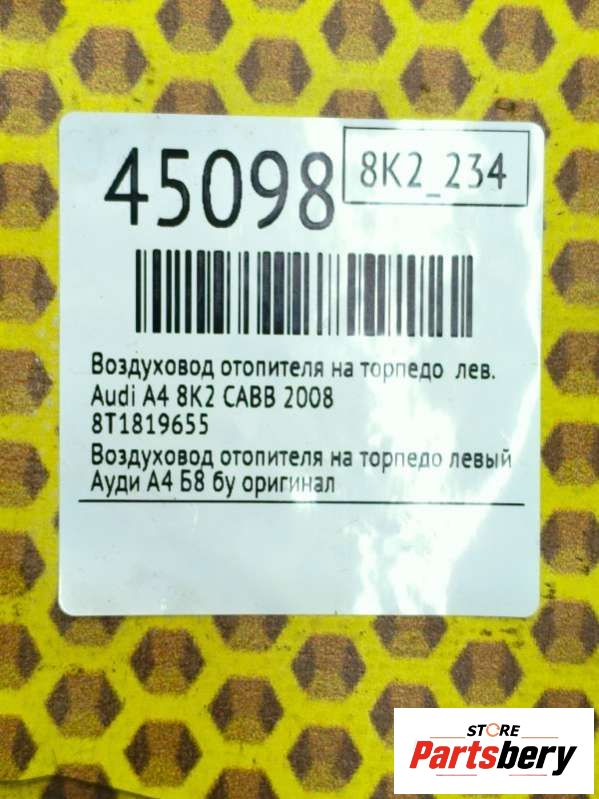 45098
8K2_234
Воздуховод отопителя на торпедо лев.
Audi A4 8K2 CABB 2008
8T1819655
Воздуховод отопителя на торпедо левый
Ауди А4 Б8 бу оригинал
STORE
Partsbery